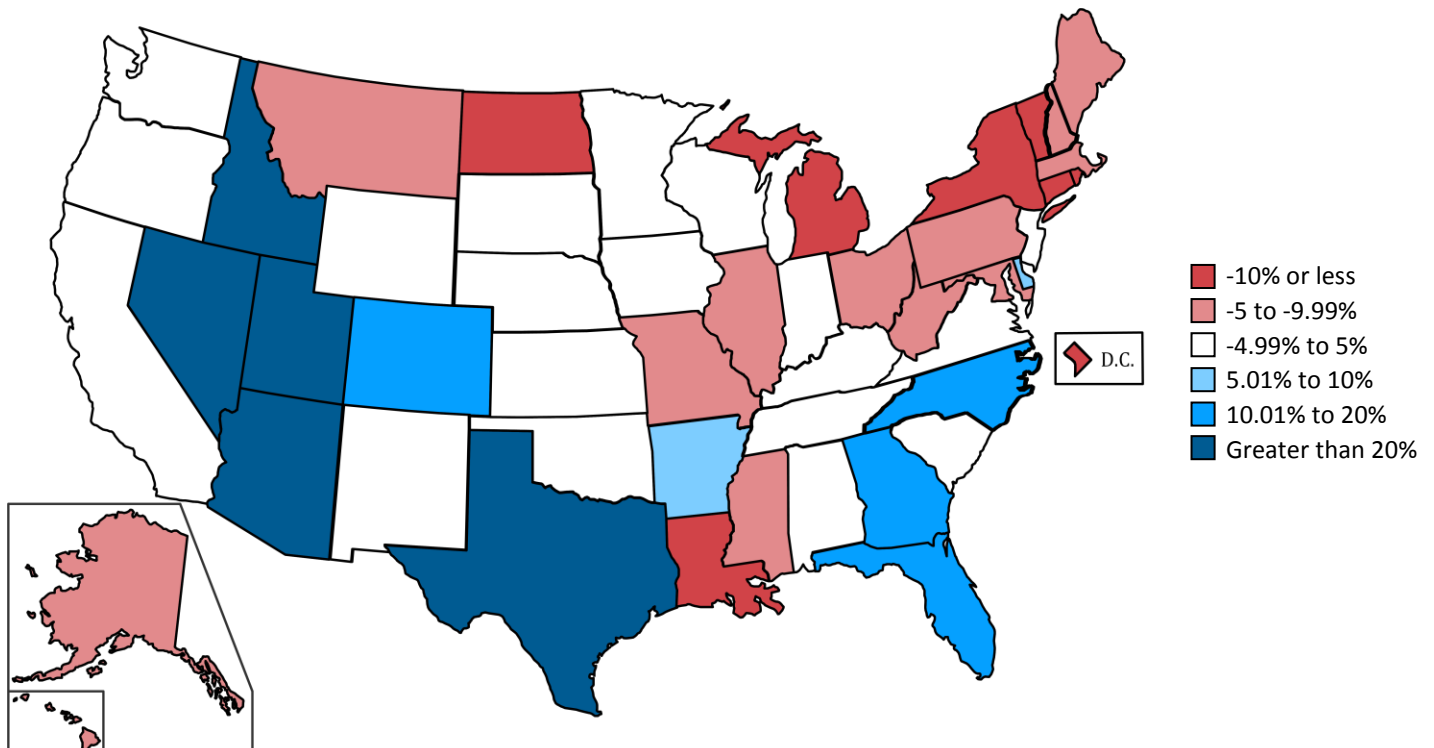 -10% or less
-5 to -9.99%
-4.99% to 5%
5.01% to 10%
10.01% to 20%
Greater than 20%
D.C.